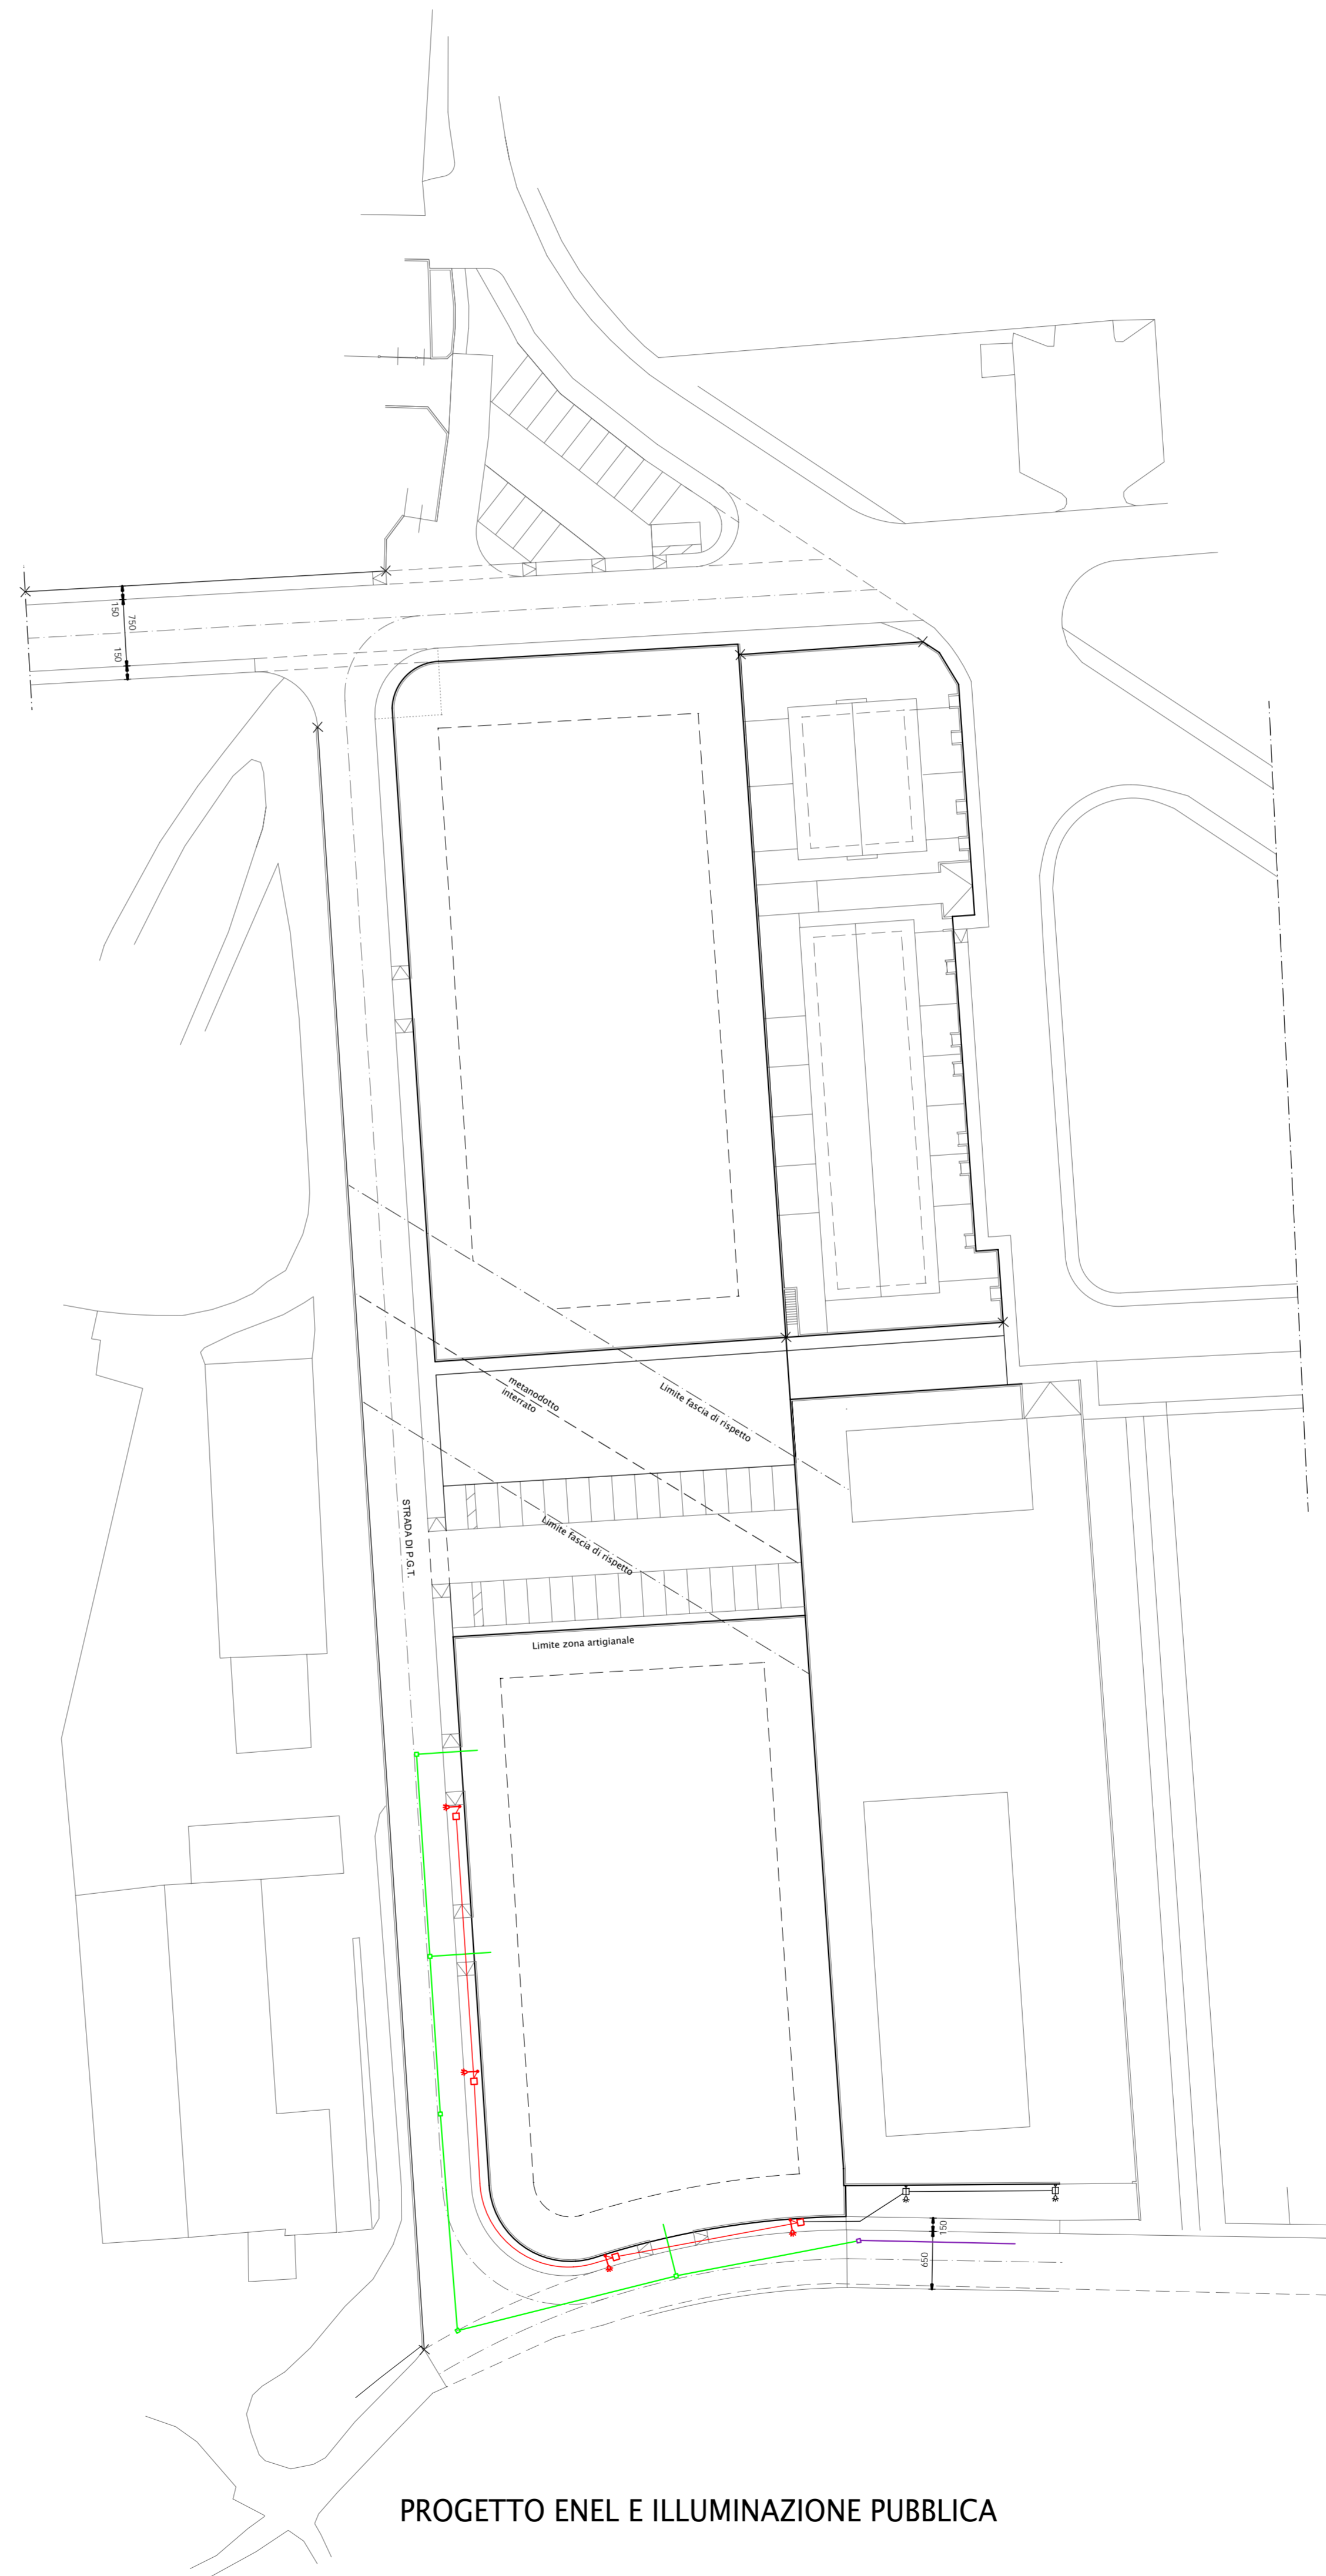 150
750
150
metanodotto
interrato
Limite fascia di rispetto
STRADA DI P.G.T.
Limite fascia di rispetto
Limite zona artigianale
150
650
PROGETTO ENEL E ILLUMINAZIONE PUBBLICA